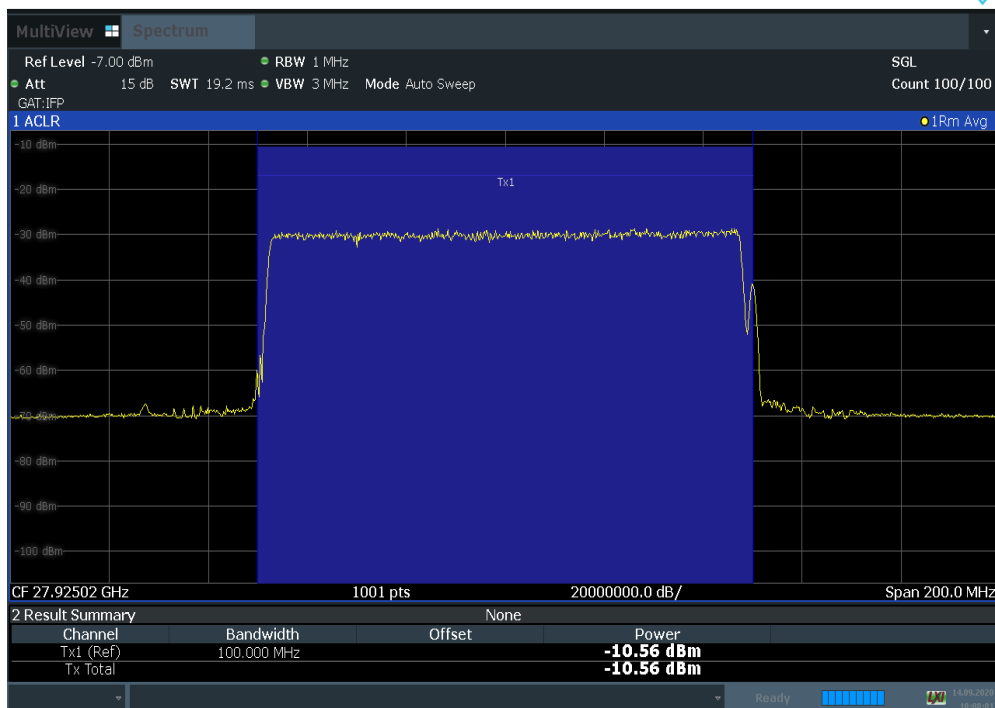 MultiView Spectrum
Ref Level -7.00 dBm RBW 1 MHz SGL
Att 15 dB SWT 19.2 ms VBW 3 MHz Mode Auto Sweep Count 100/100
GAT:IFP
1 ACLR 1Rm Avg
-10 dBm
Tx1
-20 dBm
-30 dBm
-40 dBm
-50 dBm
-60 dBm
-70 dBm
-80 dBm
-90 dBm
-100 dBm
CF 27.92502 GHz 1001 pts 20000000.0 dB/ Span 200.0 MHz
2 Result Summary None
Channel Bandwidth Offset Power
Tx1 (Ref) 100.000 MHz -10.56 dBm
Tx Total -10.56 dBm
Ready LXI 14.09.2020